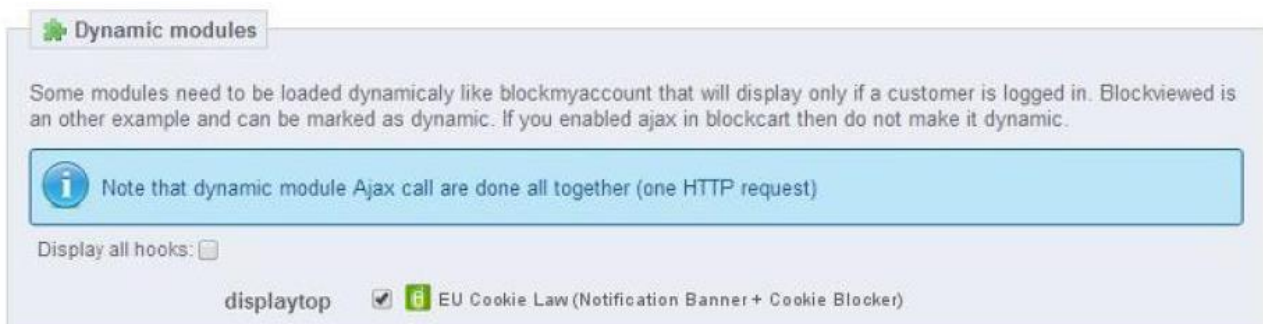 Dynamic modules
Some modules need to be loaded dynamicaly like blockmyaccount that will display only if a customer is logged in. Blockviewed is
an other example and can be marked as dynamic. If you enabled ajax in blockcart then do not make it dynamic.
Note that dynamic module Ajax call are done all together (one HTTP request)
Display all hooks:
displaytop EU Cookie Law (Notification Banner + Cookie Blocker)